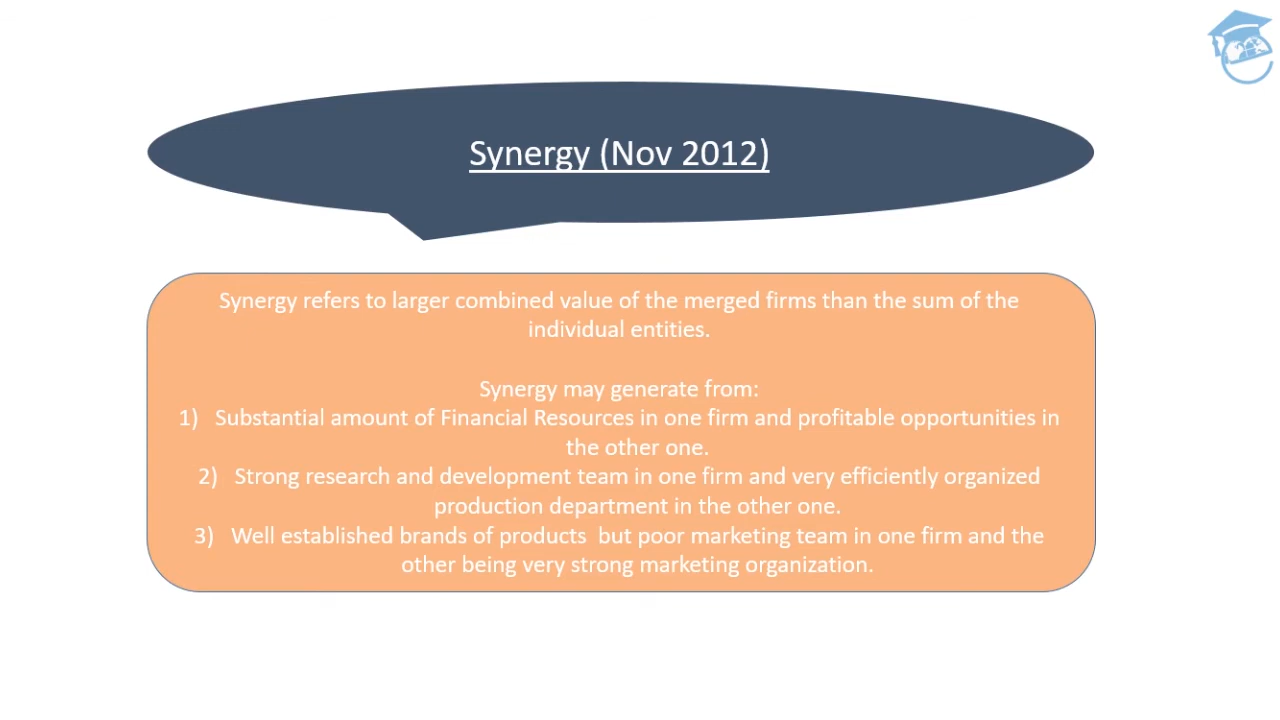 Synergy (Nov 2012)
Synergy refers to larger combined value of the merged firms than the sum of the
individual entities.
Synergy may generate from:
1) Substantial amount of Financial Resources in one firm and profitable opportunities in
the other one.
2) Strong research and development team in one firm and very efficiently organized
production department in the other one.
3) Well established brands of products but poor marketing team in one firm and the
other being very strong marketing organization.